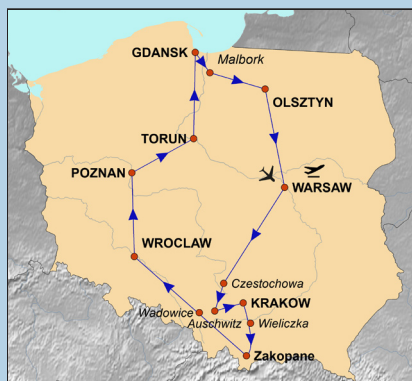 GDANSK
Malbork
OLSZTYN
TORUN
POZNAN
WARSAW
WROCLAW
Czestochowa
KRAKOW
Wadowice
Auschwitz
Wieliczka
Zakopane